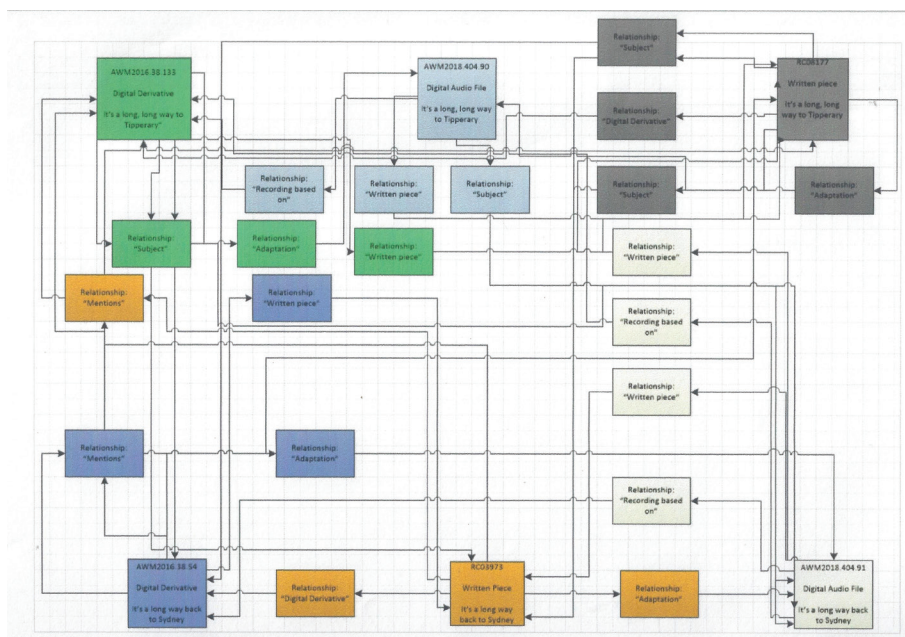 Relationship:
"Subject"
AWM2016.38.133
Digital Derivative
It's a long, long way to
Tipperary"
AWM2018.404.90
Digital Audio File
It's a long, long way
to Tipperary
RC08177
Written piece
It's a long, long
way to Tipperary
Relationship:
"Digital Derivative"
Relationship:
"Recording based
on"
Relationship:
"Written piece"
Relationship:
"Subject"
Relationship:
"Subject"
Relationship:
"Adaptation"
Relationship:
"Subject"
Relationship:
"Adaptation"
Relationship:
"Written piece"
Relationship:
"Written piece"
Relationship:
"Mentions"
Relationship:
"Written piece"
Relationship:
"Recording based
on"
Relationship:
"Written piece"
Relationship:
"Mentions"
Relationship:
"Adaptation"
Relationship:
"Recording based
on"
AWM2016.38.54
Digital Derivative
It's a long way back
to Sydney
Relationship:
"Digital Derivative"
RC03973
Written Piece
It's a long way
back to Sydney
Relationship:
"Adaptation"
AWM2018.404.91
Digital Audio File
It's a long way back
to Sydney